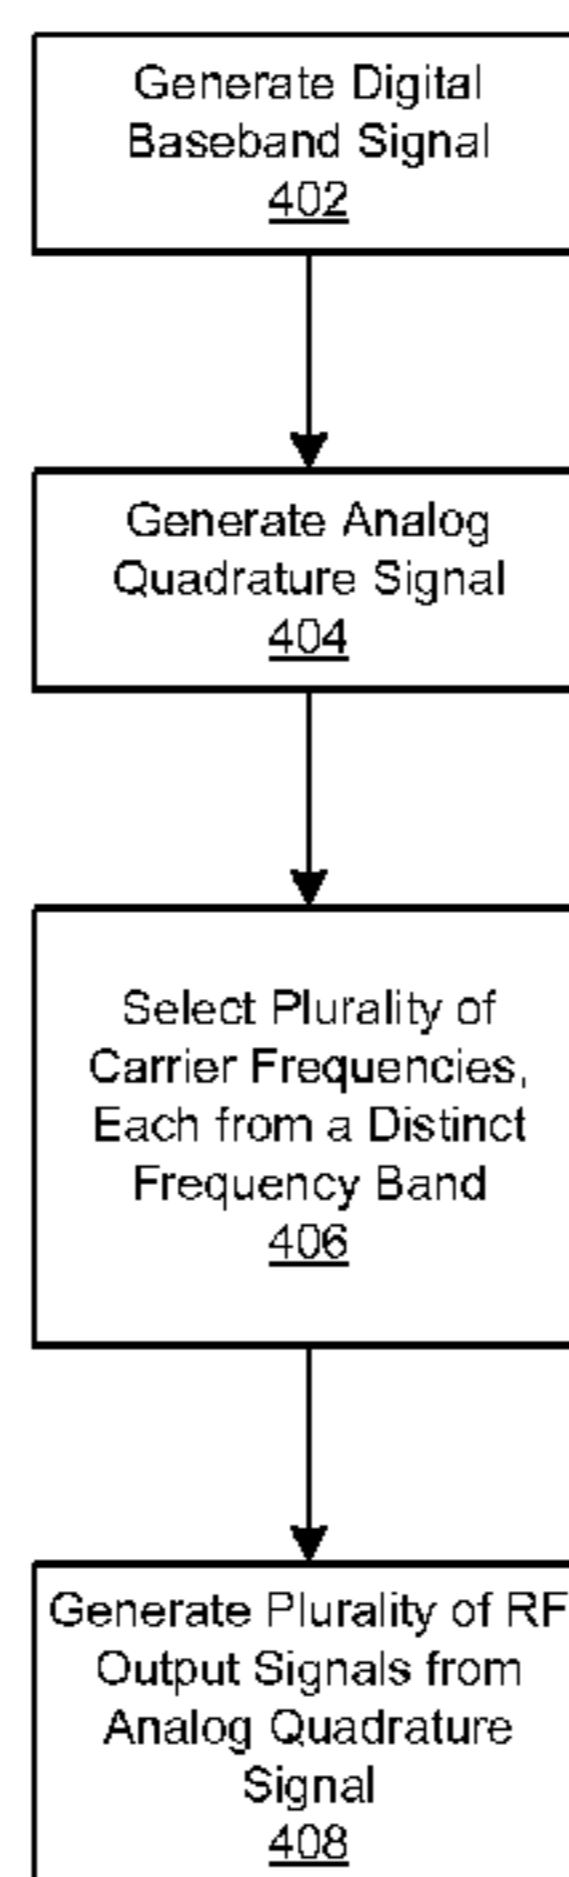 Generate Digital
Baseband Signal
402
Generate Analog
Quadrature Signal
404
Select Plurality of
Carrier Frequencies,
Each from a Distinct
Frequency Band
406
Generate Plurality of RF
Output Signals from
Analog Quadrature
Signal
408